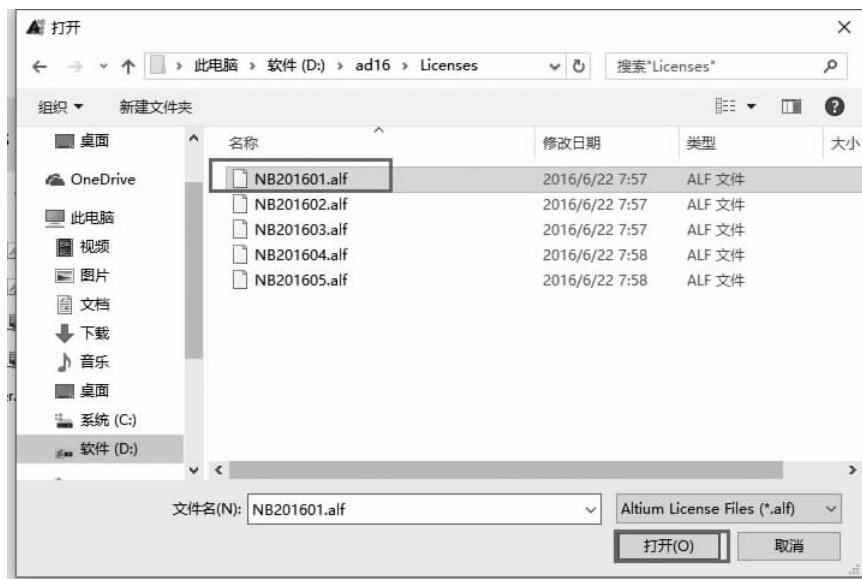 打开
此电脑 › 软件 (D:) › ad16 › Licenses
搜索"Licenses"
组织
新建文件夹
名称
修改日期
类型
大小
桌面
OneDrive
此电脑
视频
图片
文档
下载
音乐
桌面
系统 (C:)
软件 (D:)
NB201601.alf 2016/6/22 7:57 ALF 文件
NB201602.alf 2016/6/22 7:57 ALF 文件
NB201603.alf 2016/6/22 7:57 ALF 文件
NB201604.alf 2016/6/22 7:58 ALF 文件
NB201605.alf 2016/6/22 7:58 ALF 文件
文件名(N): NB201601.alf
Altium License Files (*.alf)
打开(O)
取消